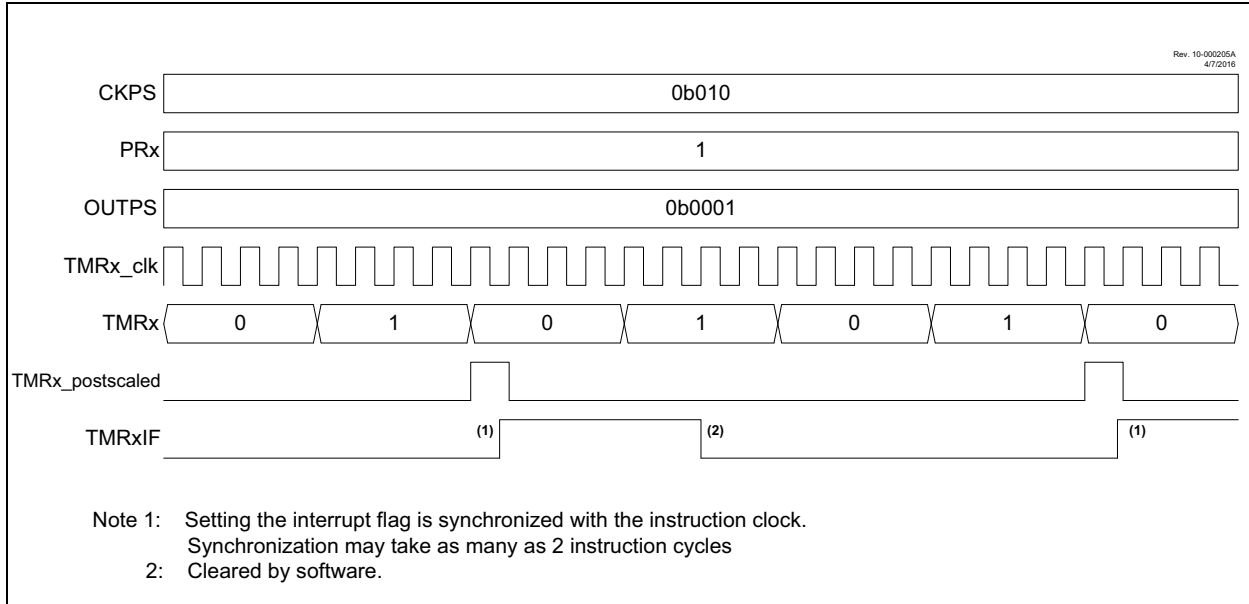 Rev. 10-000205A
4/7/2016
CKPS 0b010
PRx 1
OUTPS 0b0001
TMRx_clk
TMRx 0 1 0 1 0 1 0
TMRx_postscaled
TMRxIF (1) (2) (1)
Note 1: Setting the interrupt flag is synchronized with the instruction clock.
Synchronization may take as many as 2 instruction cycles
2: Cleared by software.